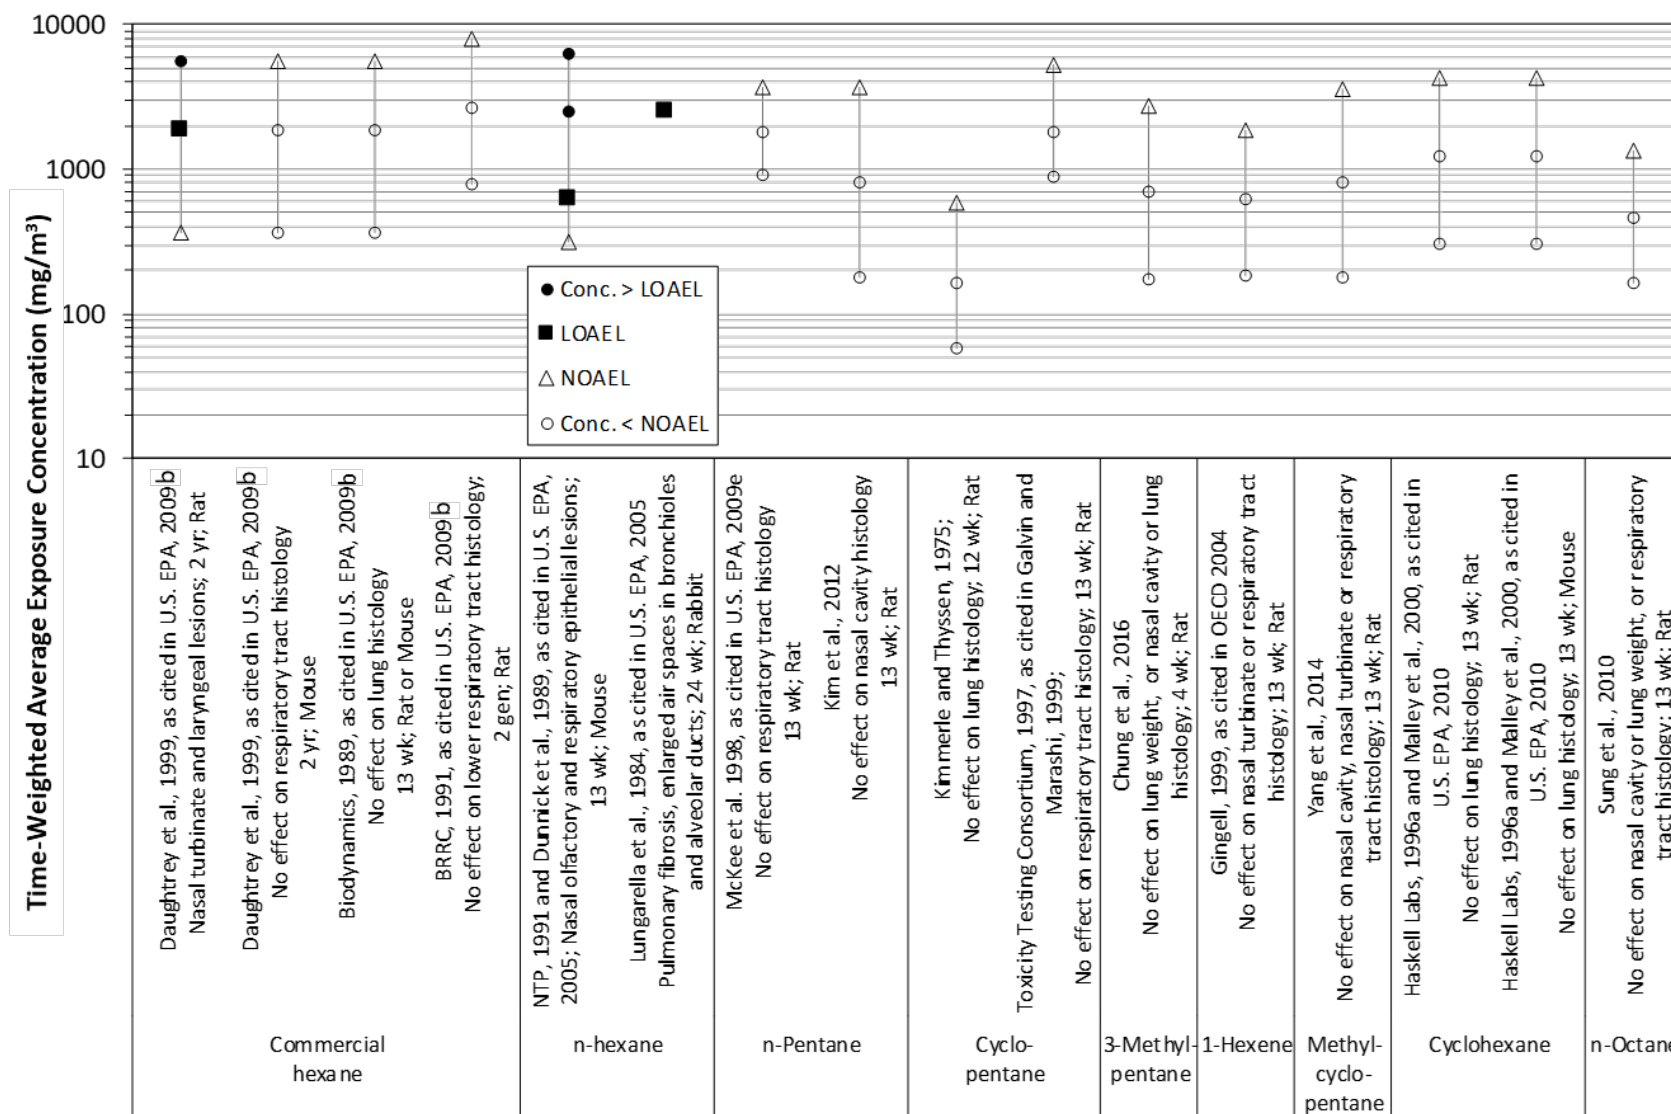 10000
1000
100
10
Time-Weighted Average Exposure Concentration (mg/m³)
Conc. > LOAEL
LOAEL
NOAEL
Conc. < NOAEL
Daughtrey et al., 1999, as cited in U.S. EPA, 2009b
Nasal turbinate and laryngeal lesions; 2 yr; Rat
Daughtrey et al., 1999, as cited in U.S. EPA, 2009b
No effect on respiratory tract histology
2 yr; Mouse
Biodynamics, 1989, as cited in U.S. EPA, 2009b
No effect on lung histology
13 wk; Rat or Mouse
BRRC, 1991, as cited in U.S. EPA, 2009b
No effect on lower respiratory tract histology;
2 gen; Rat
NTP, 1991 and Dunnick et al., 1989, as cited in U.S. EPA,
2005; Nasal olfactory and respiratory epithelial lesions;
13 wk; Mouse
Lungarella et al., 1984, as cited in U.S. EPA, 2005
Pulmonary fibrosis, enlarged air spaces in bronchioles
and alveolar ducts; 24 wk; Rabbit
McKee et al. 1998, as cited in U.S. EPA, 2009e
No effect on respiratory tract histology
13 wk; Rat
Kim et al., 2012
No effect on nasal cavity histology
13 wk, Rat
Kimmerle and Thyssen, 1975;
No effect on lung histology; 12 wk; Rat
Toxicity Testing Consortium, 1997, as cited in Galvin and
Marashi, 1999;
No effect on respiratory tract histology; 13 wk; Rat
Chung et al., 2016
No effect on lung weight, or nasal cavity or lung
histology; 4 wk; Rat
Gingell, 1999, as cited in OECD 2004
No effect on nasal turbinate or respiratory tract
histology; 13 wk; Rat
Yang et al., 2014
No effect on nasal cavity, nasal turbinate or respiratory
tract histology; 13 wk; Rat
Haskell Labs, 1996a and Malley et al., 2000, as cited in
U.S. EPA, 2010
No effect on lung histology; 13 wk; Rat
Haskell Labs, 1996a and Malley et al., 2000, as cited in
U.S. EPA, 2010
No effect on lung histology; 13 wk; Mouse
Sung et al., 2010
No effect on nasal cavity or lung weight, or respiratory
tract histology; 13 wk; Rat
Commercial
hexane
n-hexane
n-Pentane
Cyclo-
pentane
3-Methyl-
pentane
1-Hexene
Methyl-
cyclo-
pentane
Cyclohexane
n-Octane